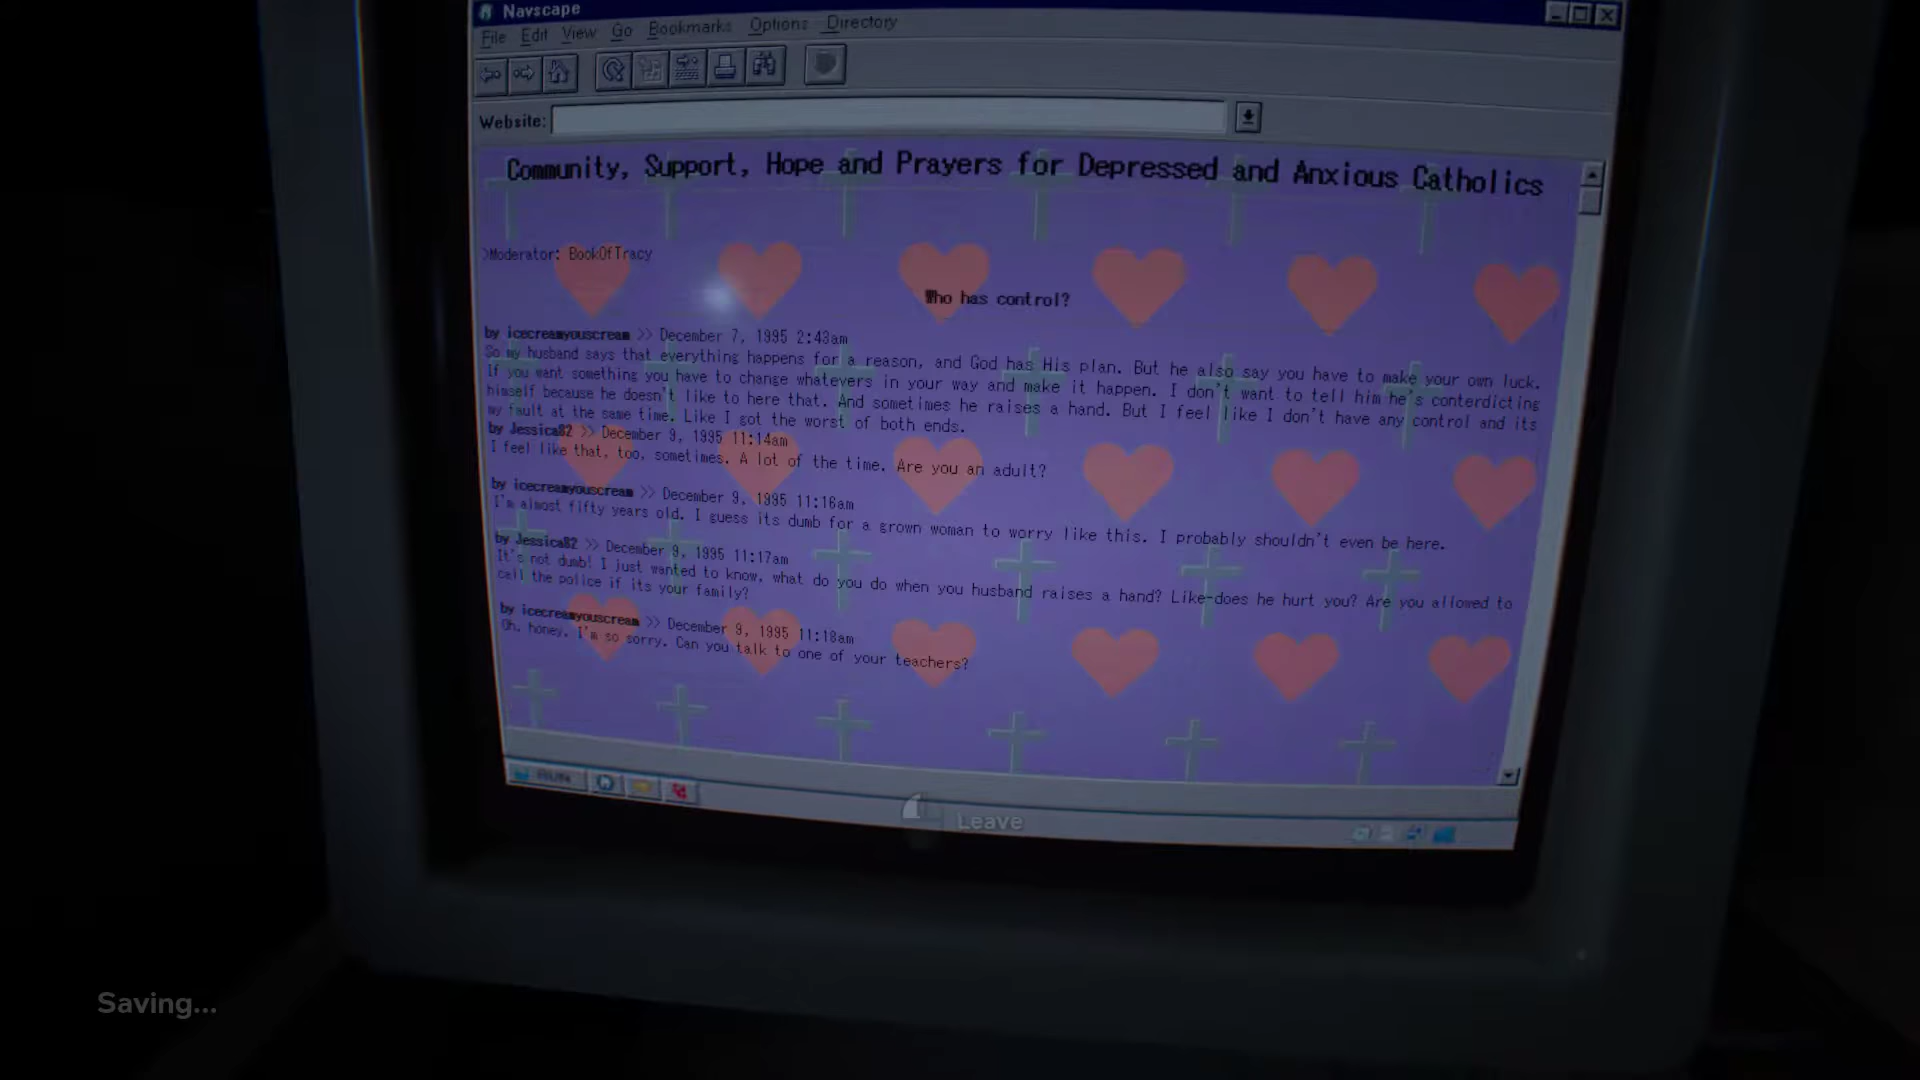 Navscape
File Edit View Go Bookmarks Options Directory
Website:
Community, Support, Hope and Prayers for Depressed and Anxious Catholics
>Moderator: BookOfTracy
Who has control?
by icecreamyouscream >> December 7, 1995 2:43am
So my husband says that everything happens for a reason, and God has His plan. But he also say you have to make your own luck.
If you want something you have to change whatevers in your way and make it happen. I don't want to tell him he's conterdicting
himself because he doesn't like to here that. And sometimes he raises a hand. But I feel like I don't have any control and its
my fault at the same time. Like I got the worst of both ends.
by Jessica82 >> December 9, 1995 11:14am
I feel like that, too, sometimes. A lot of the time. Are you an adult?
by icecreamyouscream >> December 9, 1995 11:16am
I'm almost fifty years old. I guess its dumb for a grown woman to worry like this. I probably shouldn't even be here.
by Jessica82 >> December 9, 1995 11:17am
It's not dumb! I just wanted to know, what do you do when you husband raises a hand? Like-does he hurt you? Are you allowed to
call the police if its your family?
by icecreamyouscream >> December 9, 1995 11:18am
Oh, honey. I'm so sorry. Can you talk to one of your teachers?
RUN
Leave
Saving...